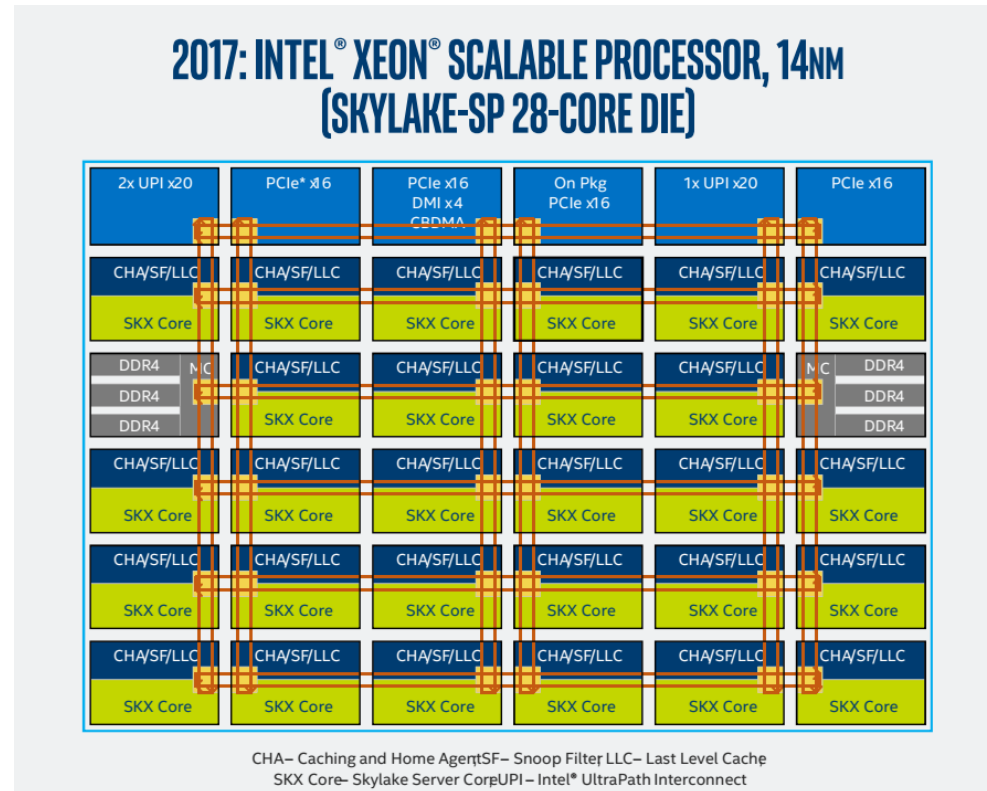 2017: INTEL® XEON® SCALABLE PROCESSOR, 14NM
(SKYLAKE-SP 28-CORE DIE)
2x UPI x20
PCIe* x16
PCIe x16
DMI x4
CBDMA
On Pkg
PCIe x16
1x UPI x20
PCIe x16
CHA/SF/LLC
SKX Core
CHA/SF/LLC
SKX Core
CHA/SF/LLC
SKX Core
CHA/SF/LLC
SKX Core
CHA/SF/LLC
SKX Core
CHA/SF/LLC
SKX Core
DDR4
DDR4
DDR4
MC
CHA/SF/LLC
SKX Core
CHA/SF/LLC
SKX Core
CHA/SF/LLC
SKX Core
CHA/SF/LLC
SKX Core
MC
DDR4
DDR4
DDR4
CHA/SF/LLC
SKX Core
CHA/SF/LLC
SKX Core
CHA/SF/LLC
SKX Core
CHA/SF/LLC
SKX Core
CHA/SF/LLC
SKX Core
CHA/SF/LLC
SKX Core
CHA/SF/LLC
SKX Core
CHA/SF/LLC
SKX Core
CHA/SF/LLC
SKX Core
CHA/SF/LLC
SKX Core
CHA/SF/LLC
SKX Core
CHA/SF/LLC
SKX Core
CHA/SF/LLC
SKX Core
CHA/SF/LLC
SKX Core
CHA/SF/LLC
SKX Core
CHA/SF/LLC
SKX Core
CHA/SF/LLC
SKX Core
CHA/SF/LLC
SKX Core
CHA – Caching and Home Agent, SF – Snoop Filter, LLC – Last Level Cache,
SKX Core – Skylake Server Core, UPI – Intel® UltraPath Interconnect